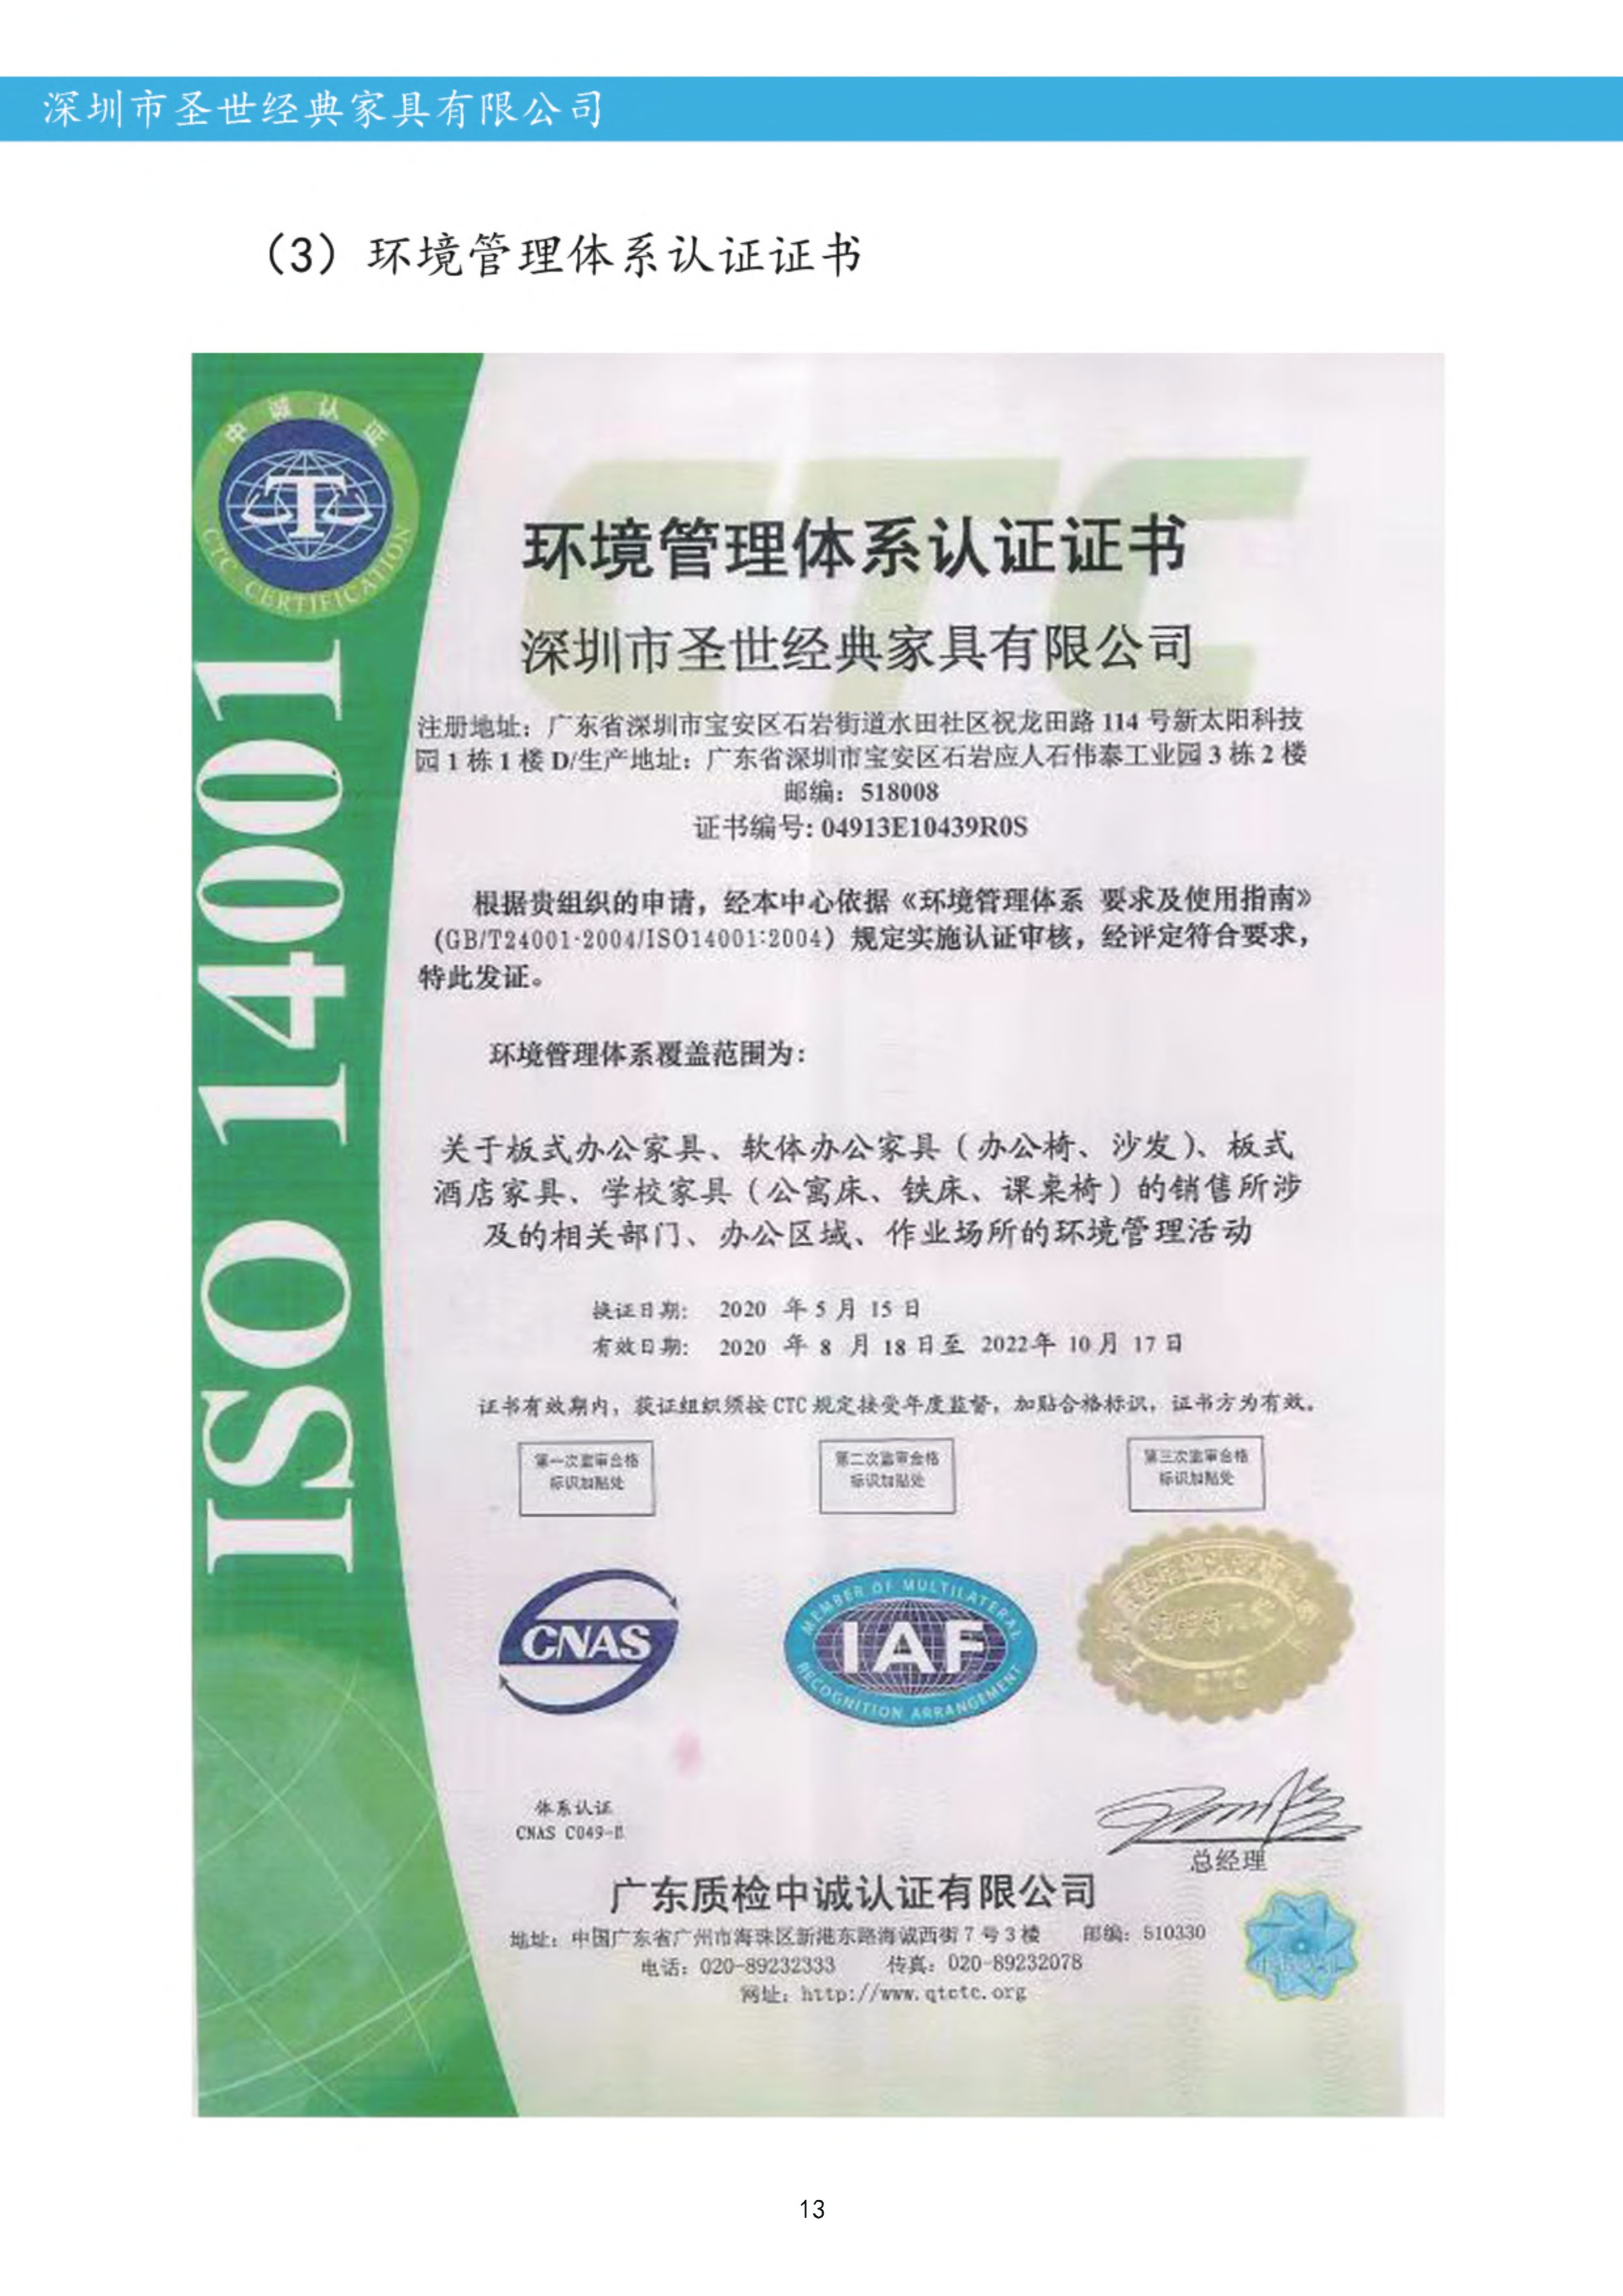 深圳市圣世经典家具有限公司
（3）环境管理体系认证证书
中诚认证
CTC CERTIFICATION
ISO 14001
CTC
环境管理体系认证证书
深圳市圣世经典家具有限公司
注册地址：广东省深圳市宝安区石岩街道水田社区祝龙田路 114 号新太阳科技
园 1 栋 1 楼 D/生产地址：广东省深圳市宝安区石岩应人石伟泰工业园 3 栋 2 楼
邮编：518008
证书编号: 04913E10439R0S
根据贵组织的申请，经本中心依据《环境管理体系 要求及使用指南》
(GB/T24001-2004/ISO14001:2004）规定实施认证审核，经评定符合要求，
特此发证。
环境管理体系覆盖范围为：
关于板式办公家具、软体办公家具（办公椅、沙发）、板式
酒店家具、学校家具（公寓床、铁床、课桌椅）的销售所涉
及的相关部门、办公区域、作业场所的环境管理活动
换证日期： 2020 年 5 月 15 日
有效日期： 2020 年 8 月 18 日至 2022年 10 月 17 日
证书有效期内，获证组织须按 CTC 规定接受年度监督，加贴合格标识，证书方为有效。
第一次监审合格
标识加贴处
第二次监审合格
标识加贴处
第三次监审合格
标识加贴处
CNAS
MEMBER OF MULTILATERAL
IAF
RECOGNITION ARRANGEMENT
CTC
体系认证
CNAS C049-
总经理
广东质检中诚认证有限公司
地址：中国广东省广州市海珠区新港东路海诚西街 7 号 3 楼 邮编：510330
电话：020-89232333 传真：020-89232078
网址：http://www.qtctc.org
13